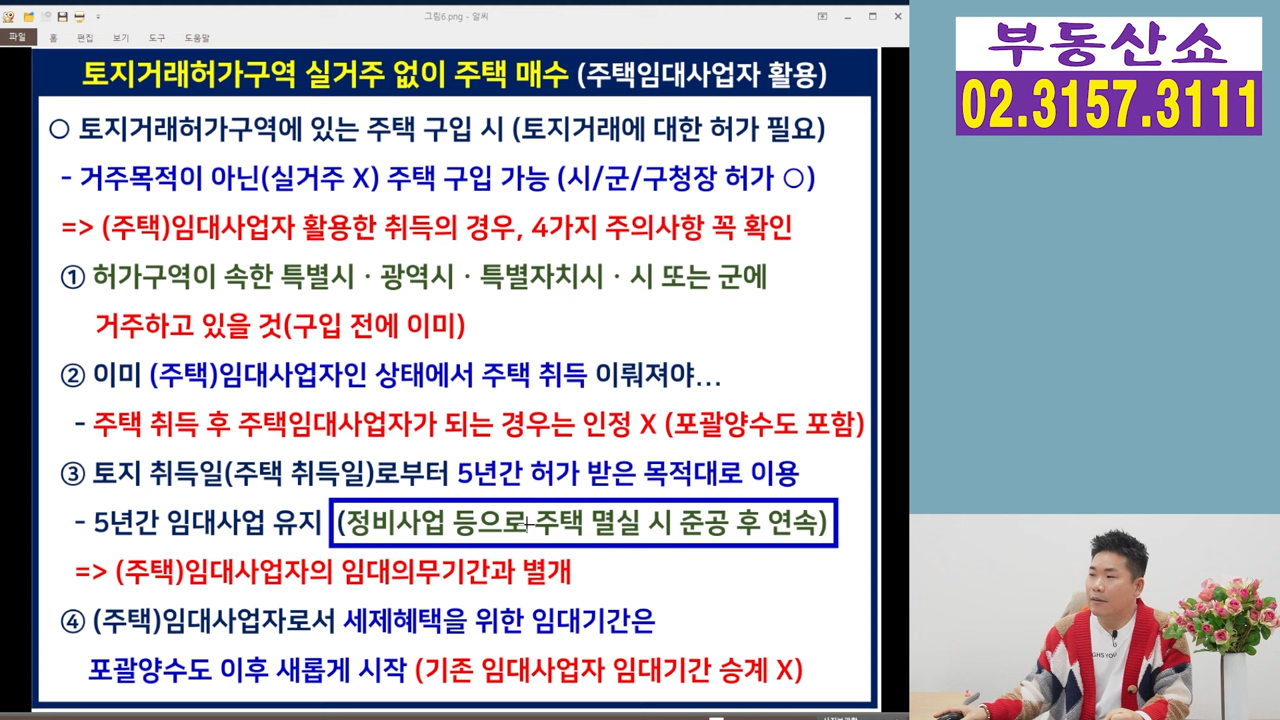 그림6.png - 알씨
파일 홈 편집 보기 도구 도움말
부동산쇼
02.3157.3111
토지거래허가구역 실거주 없이 주택 매수 (주택임대사업자 활용)
○ 토지거래허가구역에 있는 주택 구입 시 (토지거래에 대한 허가 필요)
- 거주목적이 아닌(실거주 X) 주택 구입 가능 (시/군/구청장 허가 ○)
=> (주택)임대사업자 활용한 취득의 경우, 4가지 주의사항 꼭 확인
① 허가구역이 속한 특별시 · 광역시 · 특별자치시 · 시 또는 군에
거주하고 있을 것(구입 전에 이미)
② 이미 (주택)임대사업자인 상태에서 주택 취득 이뤄져야...
- 주택 취득 후 주택임대사업자가 되는 경우는 인정 X (포괄양수도 포함)
③ 토지 취득일(주택 취득일)로부터 5년간 허가 받은 목적대로 이용
- 5년간 임대사업 유지 (정비사업 등으로 주택 멸실 시 준공 후 연속)
=> (주택)임대사업자의 임대의무기간과 별개
④ (주택)임대사업자로서 세제혜택을 위한 임대기간은
포괄양수도 이후 새롭게 시작 (기존 임대사업자 임대기간 승계 X)